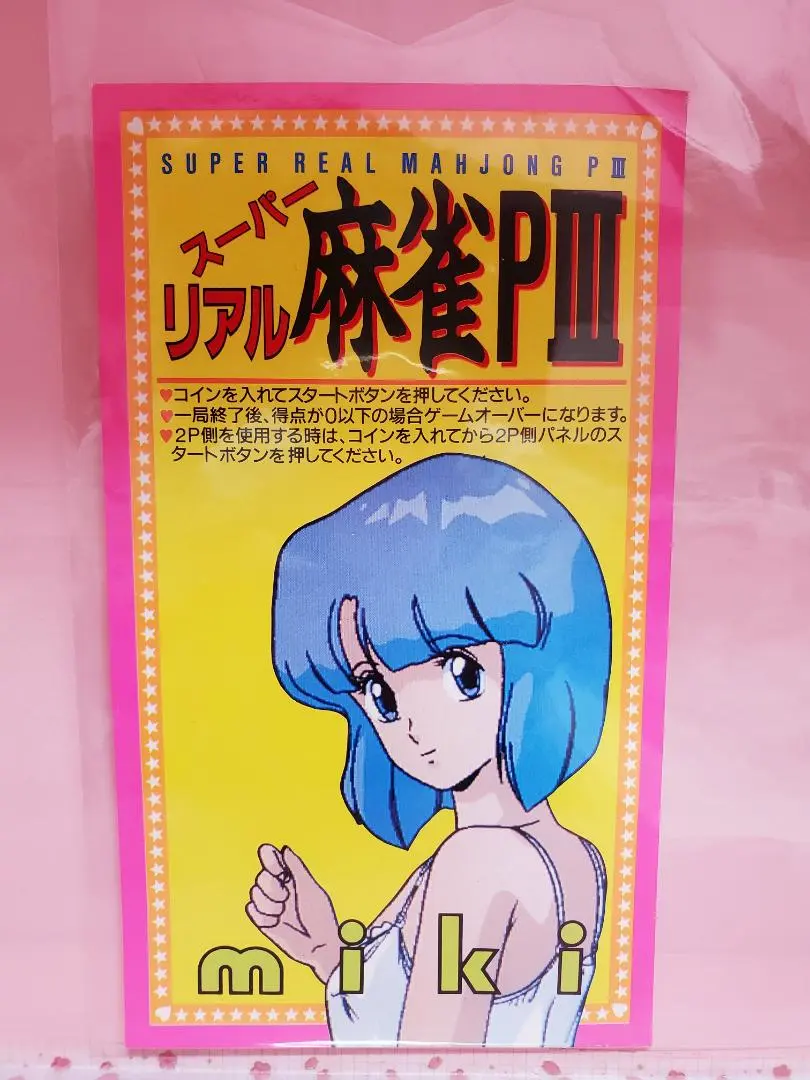 SUPER REAL MAHJONG PⅢ
スーパー
リアル
麻雀PⅢ
♥コインを入れてスタートボタンを押してください。
♥一局終了後、得点が0以下の場合ゲームオーバーになります。
♥2P側を使用する時は、コインを入れてから2P側パネルのス
タートボタンを押してください。
miki